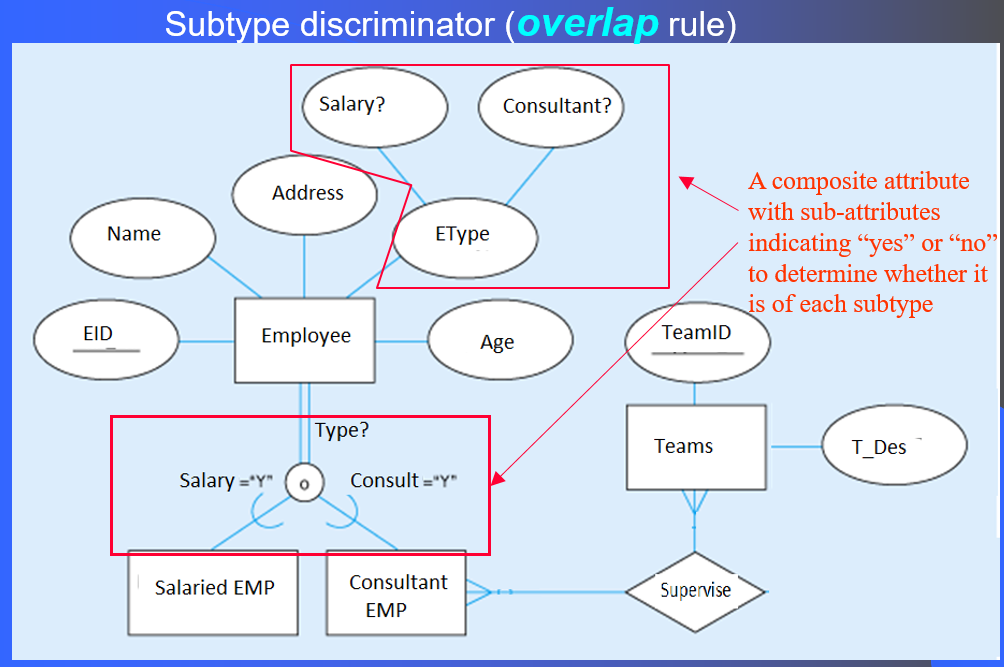 Subtype discriminator (overlap rule)
Salary?
Consultant?
Address
Name
EType
A composite attribute
with sub-attributes
indicating “yes” or “no”
to determine whether it
is of each subtype
EID
Employee
Age
TeamID
Type?
Teams
T_Des
Salary =“Y”
o
Consult =“Y”
Salaried EMP
Consultant
EMP
Supervise